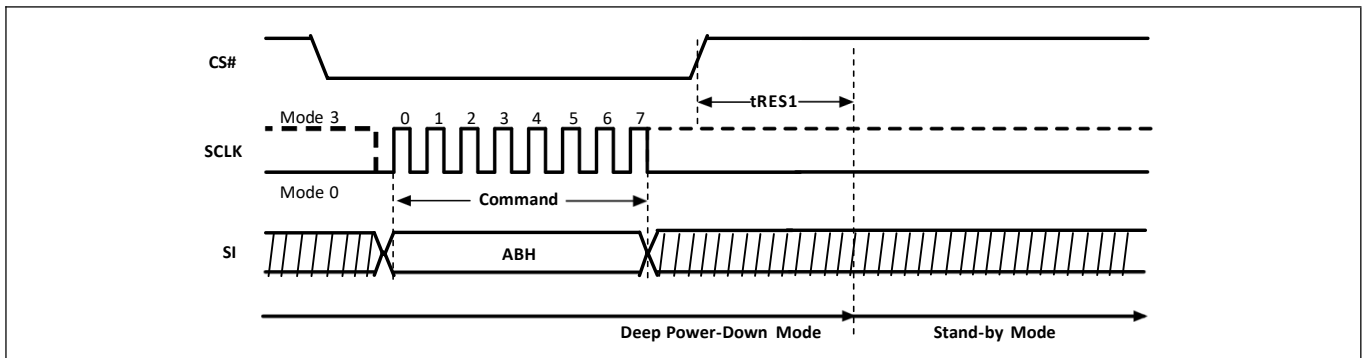 CS#
tRES1
Mode 3
0 1 2 3 4 5 6 7
SCLK
Mode 0
Command
SI
ABH
Deep Power-Down Mode
Stand-by Mode